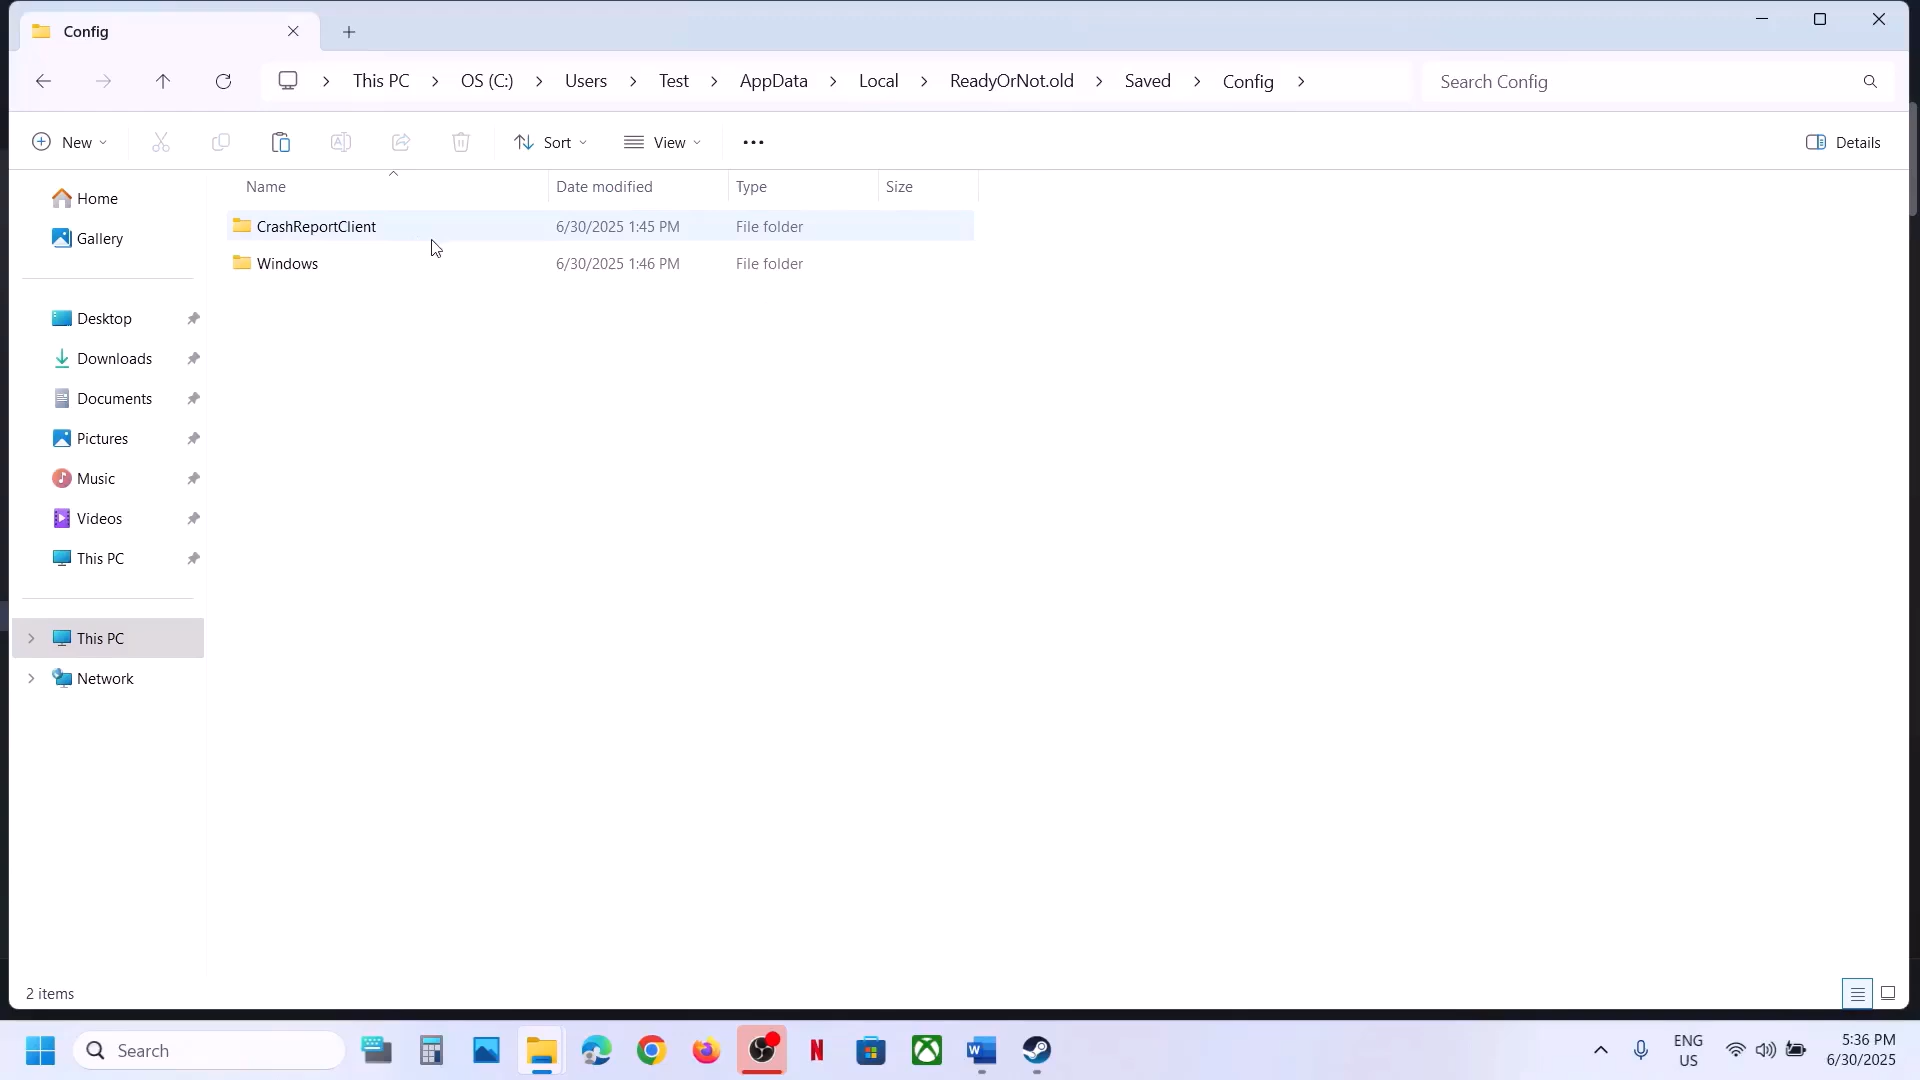 Config
This PC
OS (C:)
Users
Test
AppData
Local
ReadyOrNot.old
Saved
Config
Search Config
New
Sort
View
Details
Name
Date modified
Type
Size
Home
Gallery
CrashReportClient
6/30/2025 1:45 PM
File folder
Windows
6/30/2025 1:46 PM
File folder
Desktop
Downloads
Documents
Pictures
Music
Videos
This PC
This PC
Network
2 items
Search
ENG
US
5:36 PM
6/30/2025